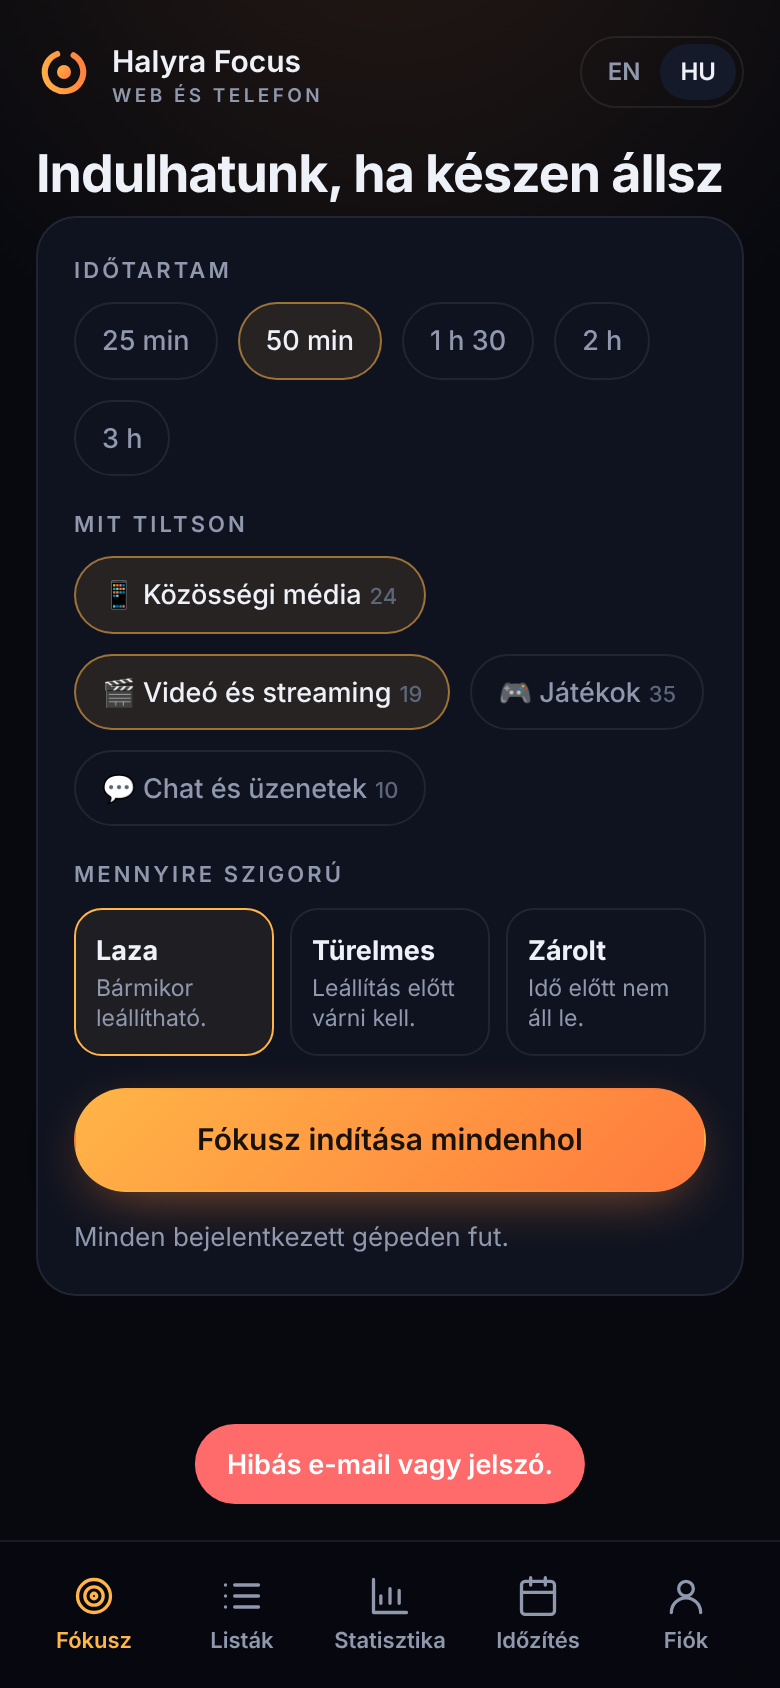 Halyra Focus
WEB ÉS TELEFON
EN HU
Indulhatunk, ha készen állsz
IDŐTARTAM
25 min 50 min 1 h 30 2 h
3 h
MIT TILTSON
Közösségi média 24
Videó és streaming 19 Játékok 35
Chat és üzenetek 10
MENNYIRE SZIGORÚ
Laza
Bármikor
leállítható.
Türelmes
Leállítás előtt
várni kell.
Zárolt
Idő előtt nem
áll le.
Fókusz indítása mindenhol
Minden bejelentkezett gépeden fut.
Hibás e-mail vagy jelszó.
Fókusz Listák Statisztika Időzítés Fiók